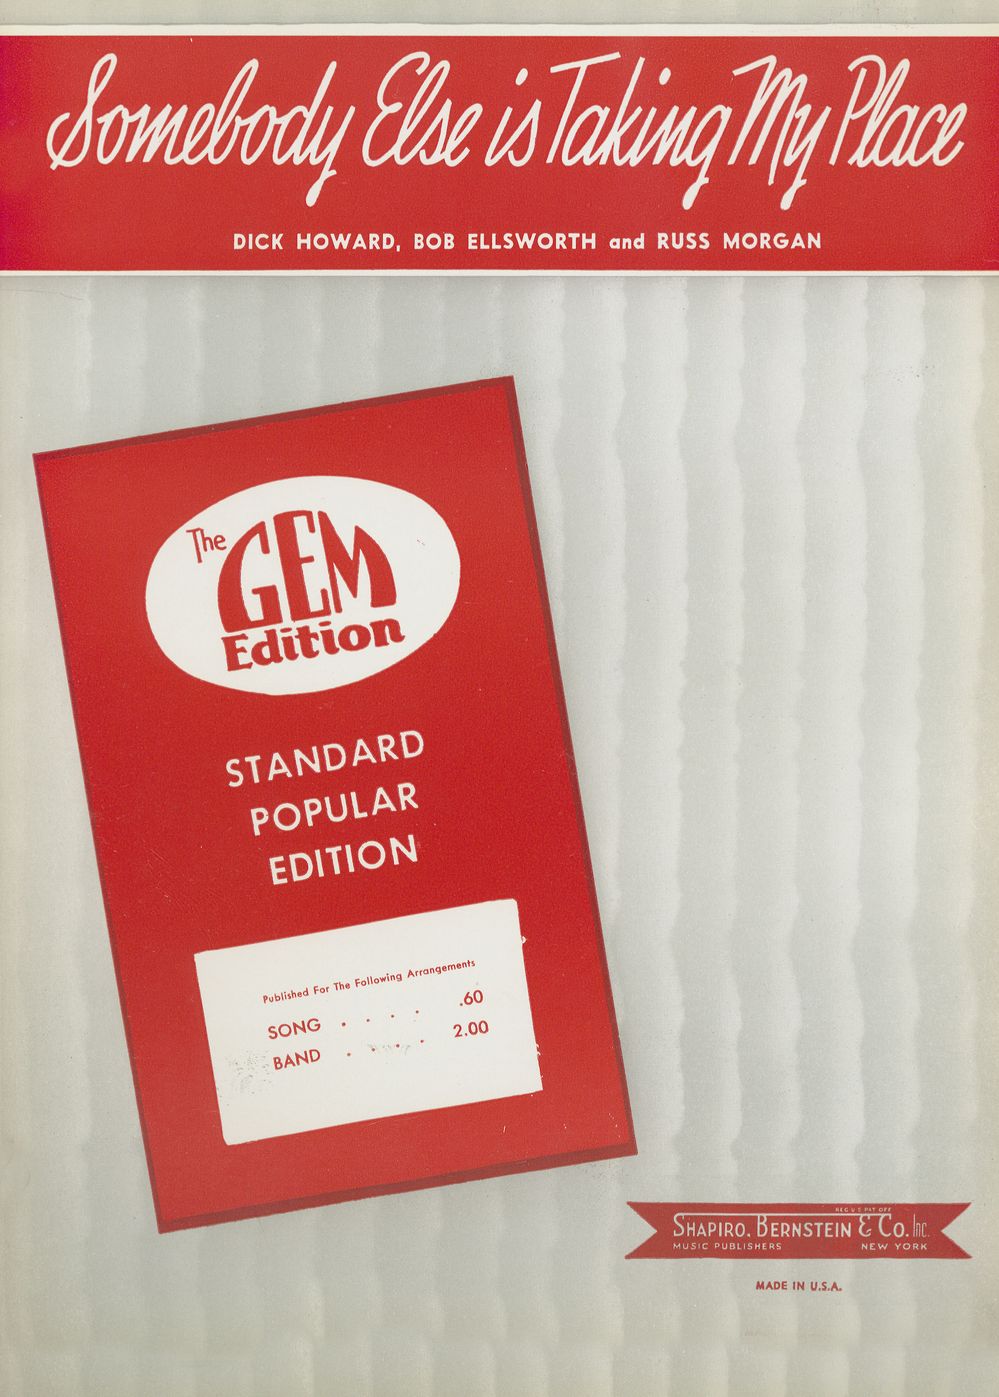 Somebody Else is Taking My Place
DICK HOWARD, BOB ELLSWORTH and RUSS MORGAN
The
GEM
Edition
STANDARD
POPULAR
EDITION
Published For The Following Arrangements
SONG . . . . .60
BAND . . . . 2.00
REG U S PAT OFF
SHAPIRO, BERNSTEIN & CO. Inc.
MUSIC PUBLISHERS NEW YORK
MADE IN U.S.A.